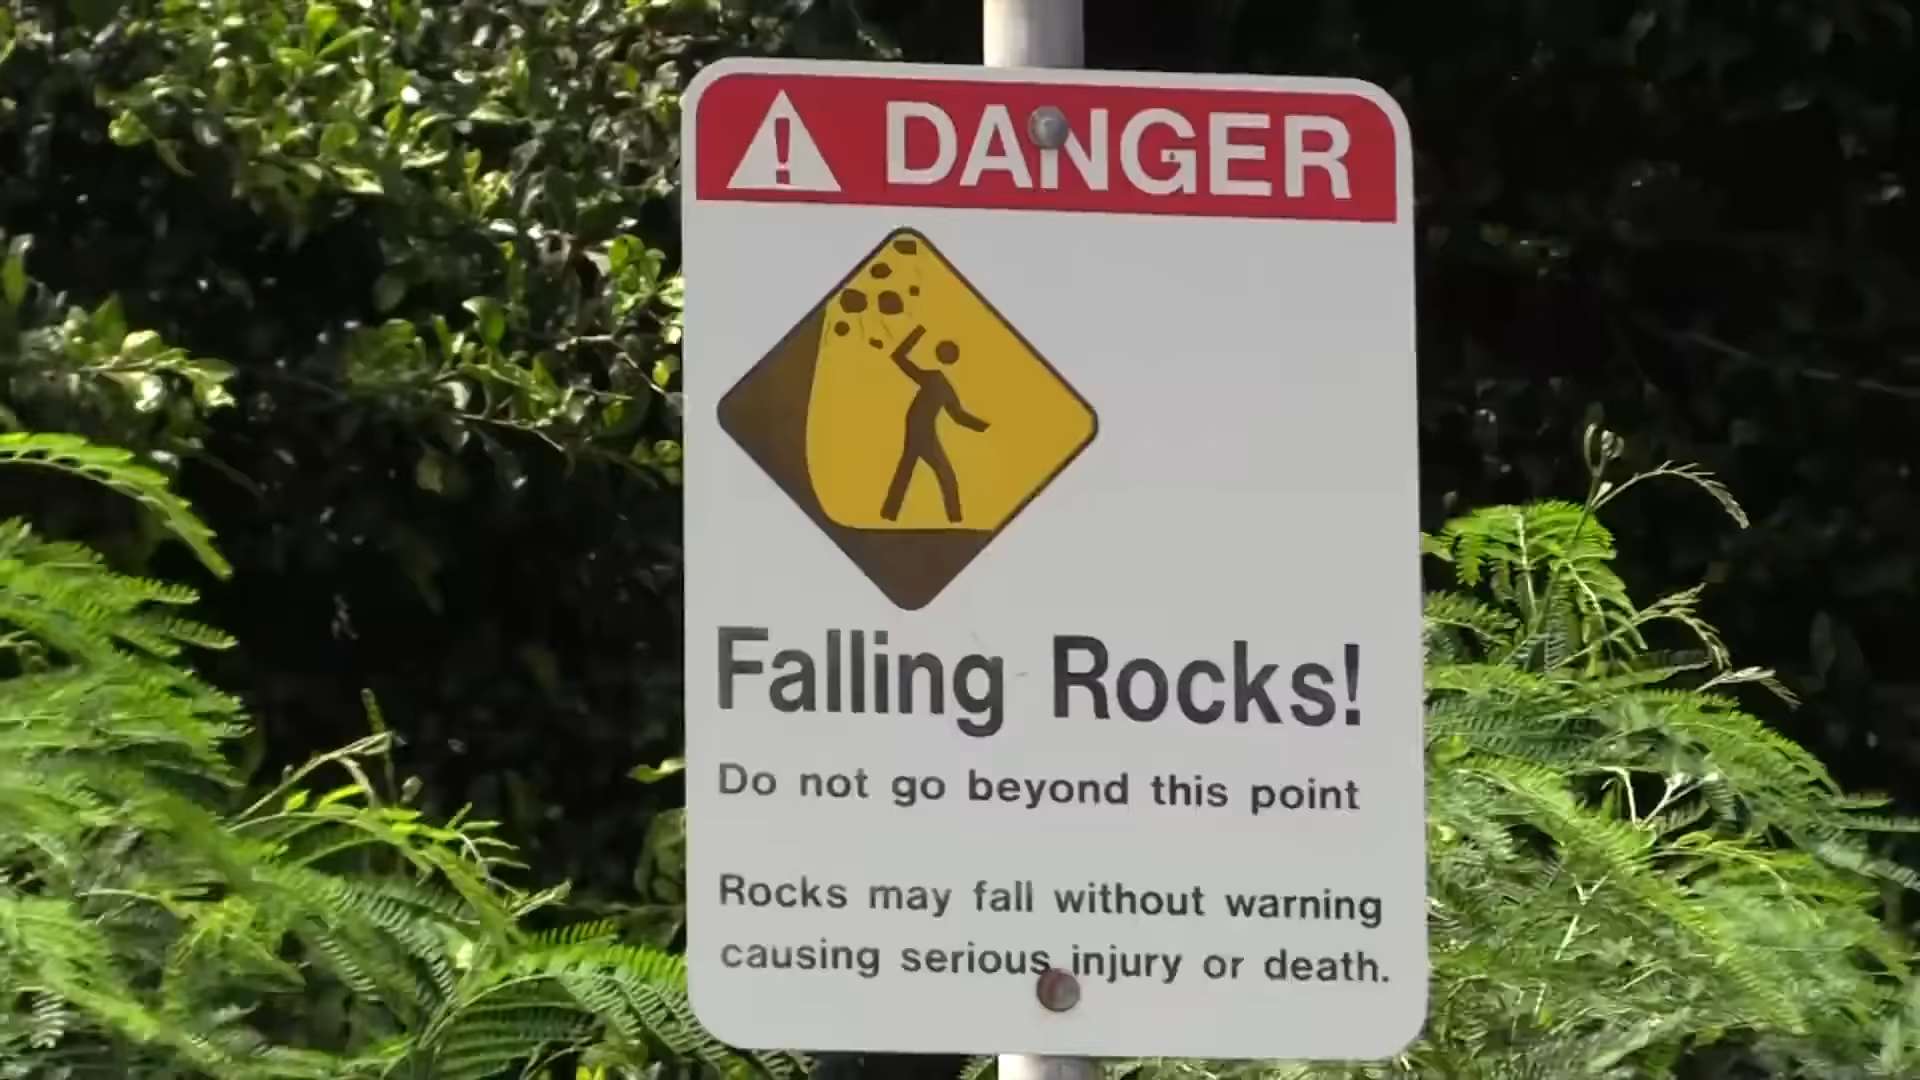 DANGER
Falling Rocks!
Do not go beyond this point
Rocks may fall without warning
causing serious injury or death.